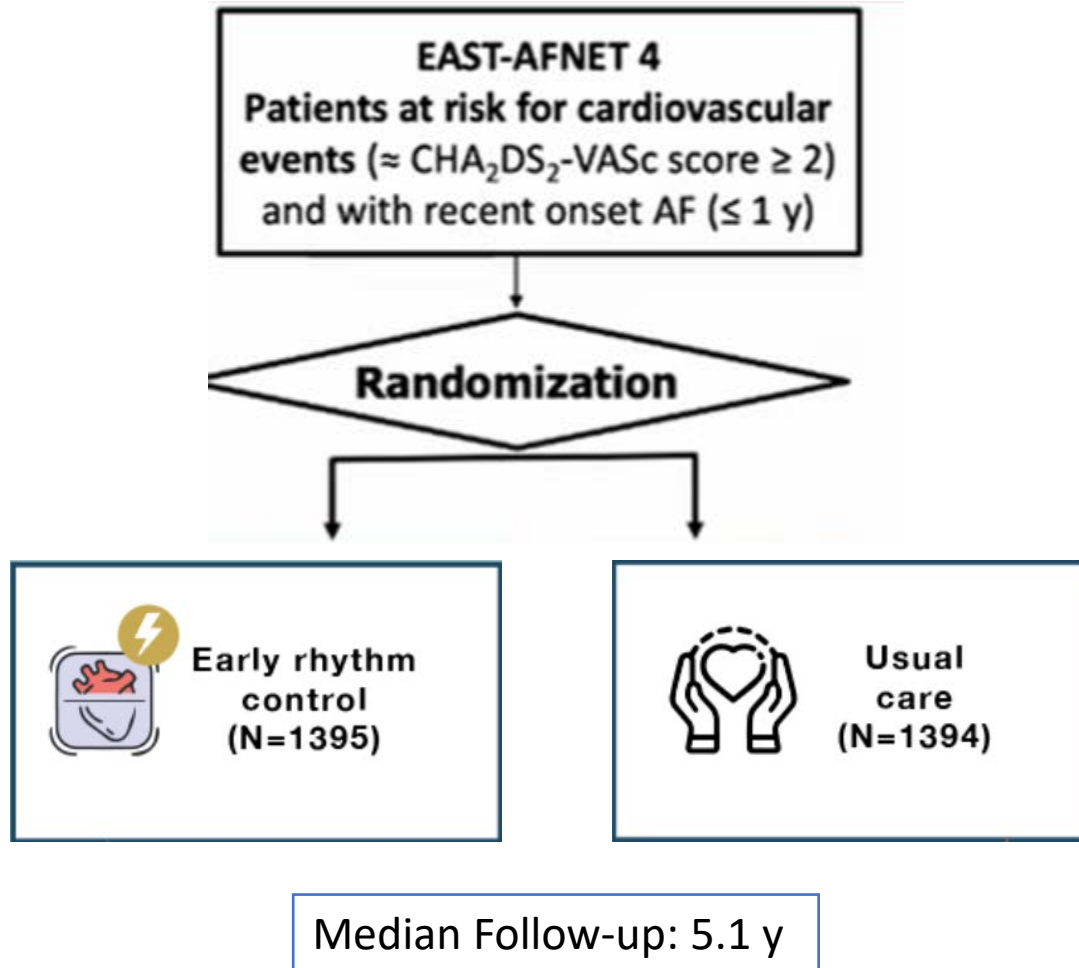 EAST-AFNET 4
Patients at risk for cardiovascular
events (≈ CHA₂DS₂-VASc score ≥ 2)
and with recent onset AF (≤ 1 y)
Randomization
Early rhythm
control
(N=1395)
Usual
care
(N=1394)
Median Follow-up: 5.1 y